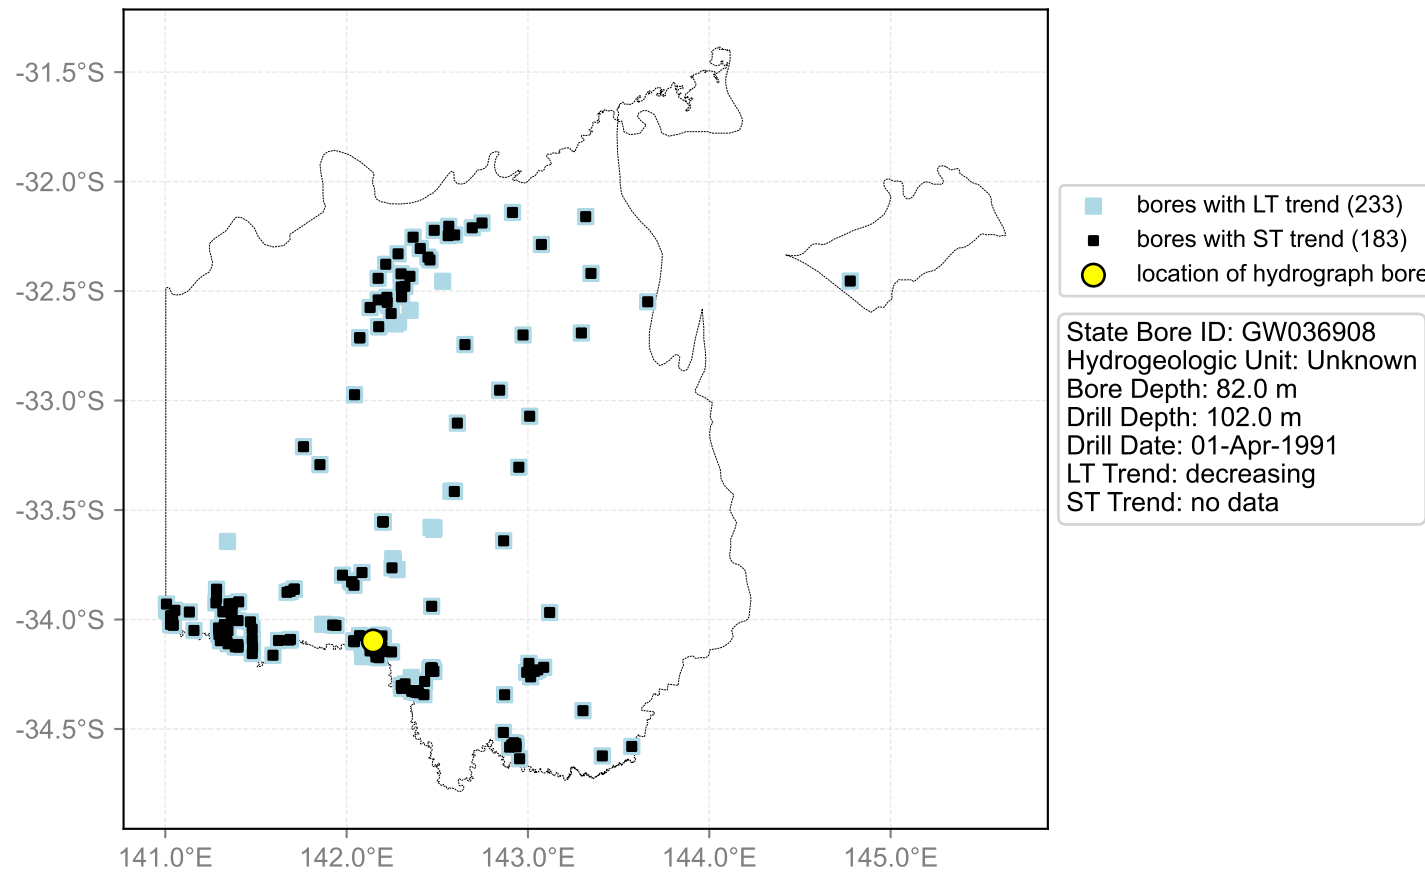 -31.5°S
-32.0°S
-32.5°S
-33.0°S
-33.5°S
-34.0°S
-34.5°S
141.0°E
142.0°E
143.0°E
144.0°E
145.0°E
bores with LT trend (233)
bores with ST trend (183)
location of hydrograph bore
State Bore ID: GW036908
Hydrogeologic Unit: Unknown
Bore Depth: 82.0 m
Drill Depth: 102.0 m
Drill Date: 01-Apr-1991
LT Trend: decreasing
ST Trend: no data